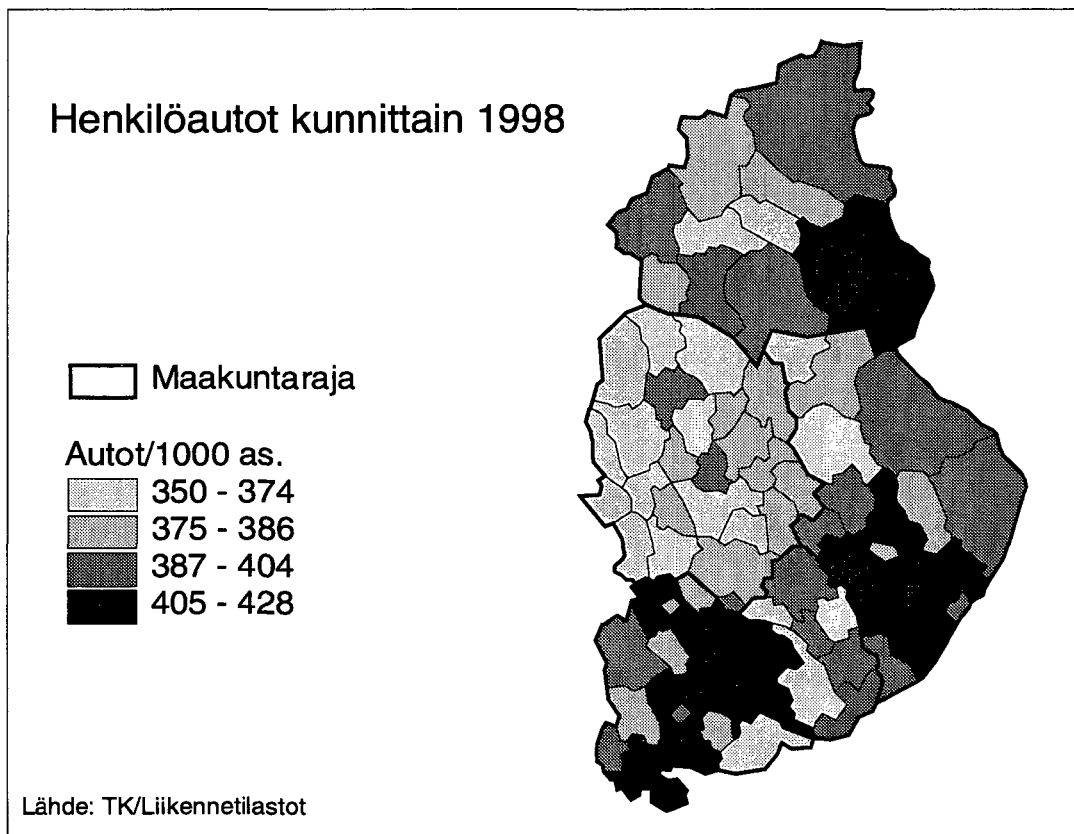 Henkilöautot kunnittain 1998
Maakuntaraja
Autot/1000 as.
350 - 374
375 - 386
387 - 404
405 - 428
Lähde: TK/Liikennetilastot